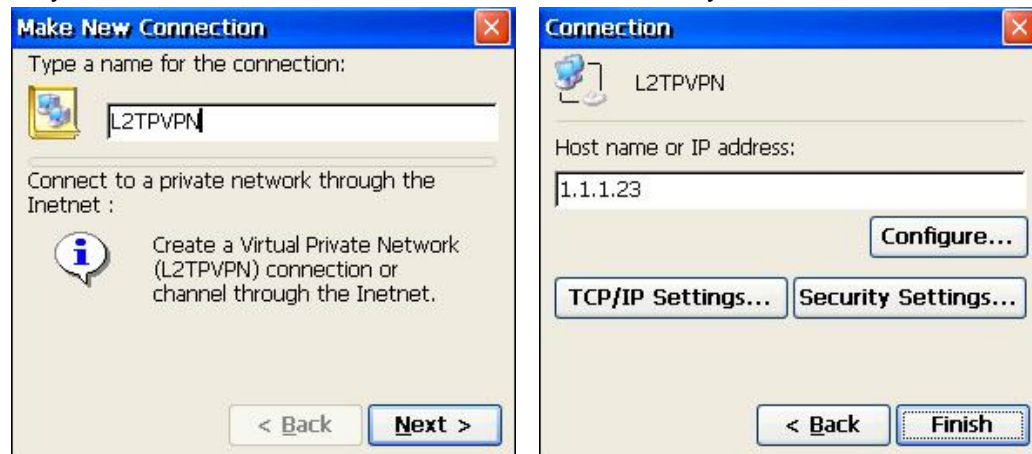 Make New Connection
Type a name for the connection:
L2TPVPN
Connect to a private network through the
Inetnet :
Create a Virtual Private Network
(L2TPVPN) connection or
channel through the Inetnet.
< Back
Next >
Connection
L2TPVPN
Host name or IP address:
1.1.1.23
Configure...
TCP/IP Settings...
Security Settings...
< Back
Finish